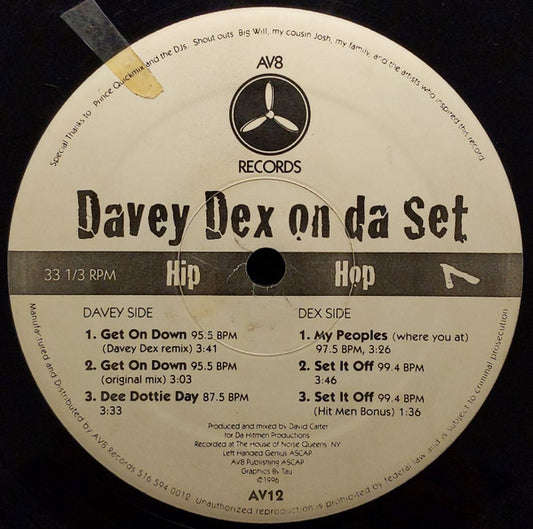 Special Thanks to Prince Quickmix and the DJs. Shout outs Big Will, my cousin Josh, my family, and the artists who inspired this record
AV8
RECORDS
Davey Dex on da Set
33 1/3 RPM Hip Hop
DAVEY SIDE
1. Get On Down 95.5 BPM
(Davey Dex remix) 3:41
2. Get On Down 95.5 BPM
(original mix) 3:03
3. Dee Dottie Day 87.5 BPM
3:33
DEX SIDE
1. My Peoples (where you at)
97.5 BPM, 3:26
2. Set It Off 99.4 BPM
3:46
3. Set It Off 99.4 BPM
(Hit Men Bonus) 1:36
Produced and mixed by David Carter
for Da Hitmen Productions
Recorded at The House of Noise Queens, NY
Left Handed Genius ASCAP
AV8 Publishing ASCAP
Graphics By Tau
©1996
AV12
Manufactured and Distributed by AV8 Records 516 594 0012. Unauthorized reproduction is prohibited by federal law and is subject to criminal prosecution.